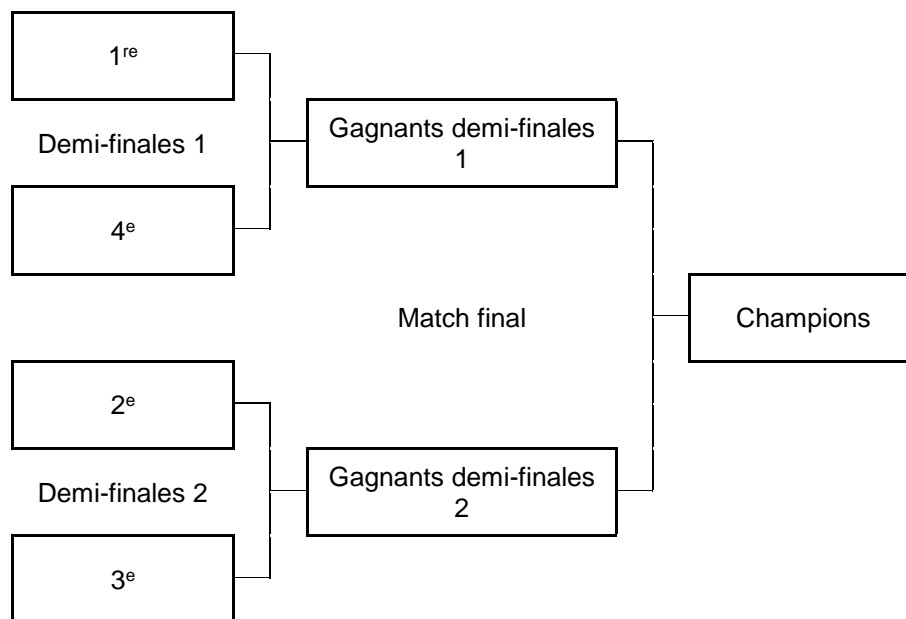 1re
Demi-finales 1
4e
Gagnants demi-finales
1
Match final
Champions
2e
Demi-finales 2
3e
Gagnants demi-finales
2